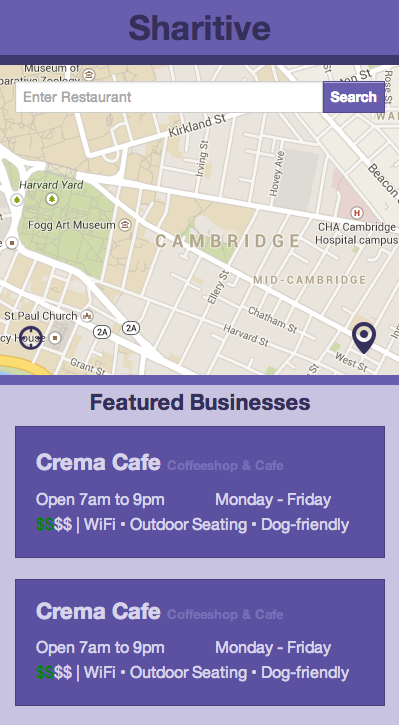 Sharitive
Museum of
parative Zoology
Enter Restaurant
Search
Kirkland St
Irving St
Hovey Ave
Rose St
Beacon
Harvard Yard
Fogg Art Museum
H
CHA Cambridge
Hospital campus
CAMBRIDGE
MID-CAMBRIDGE
Ellery St
Chatham St
Harvard St
West St
St.Paul Church
2A
2A
cy House
Grant St
Featured Businesses
Crema Cafe Coffeeshop & Cafe
Open 7am to 9pm Monday - Friday
$$$$ | WiFi • Outdoor Seating • Dog-friendly
Crema Cafe Coffeeshop & Cafe
Open 7am to 9pm Monday - Friday
$$$$ | WiFi • Outdoor Seating • Dog-friendly